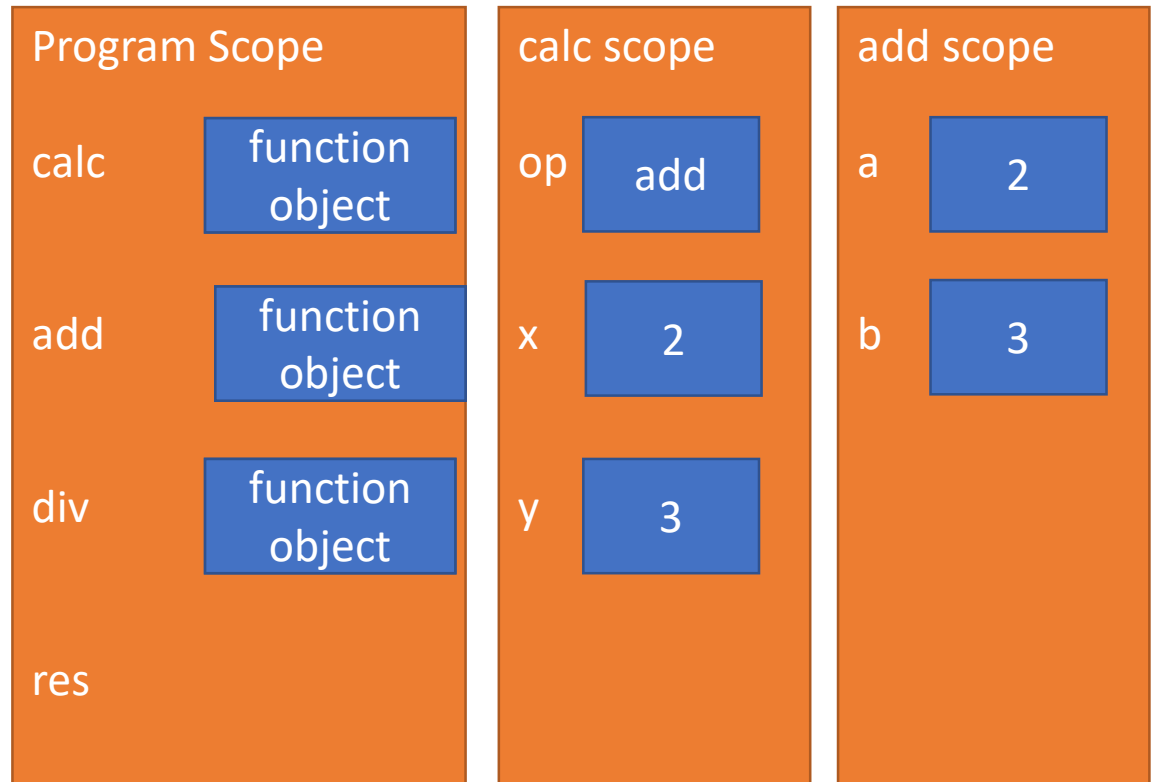 Program Scope
calc
function
object
add
function
object
div
function
object
res
calc scope
op
add
x
2
y
3
add scope
a
2
b
3